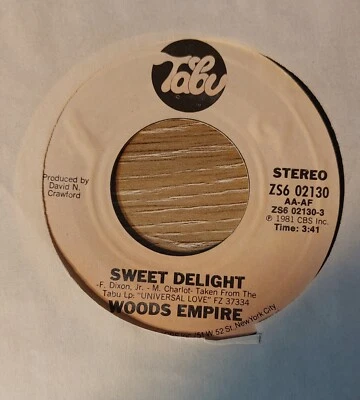 Tabu
STEREO
ZS6 02130
AA-AF
ZS6 02130-3
℗ 1981 CBS Inc.
Time: 3:41
Produced by
David N.
Crawford
SWEET DELIGHT
-F. Dixon, Jr. - M. Charlot- Taken From The
Tabu Lp: "UNIVERSAL LOVE" FZ 37334
WOODS EMPIRE
51 W. 52 St., New York City